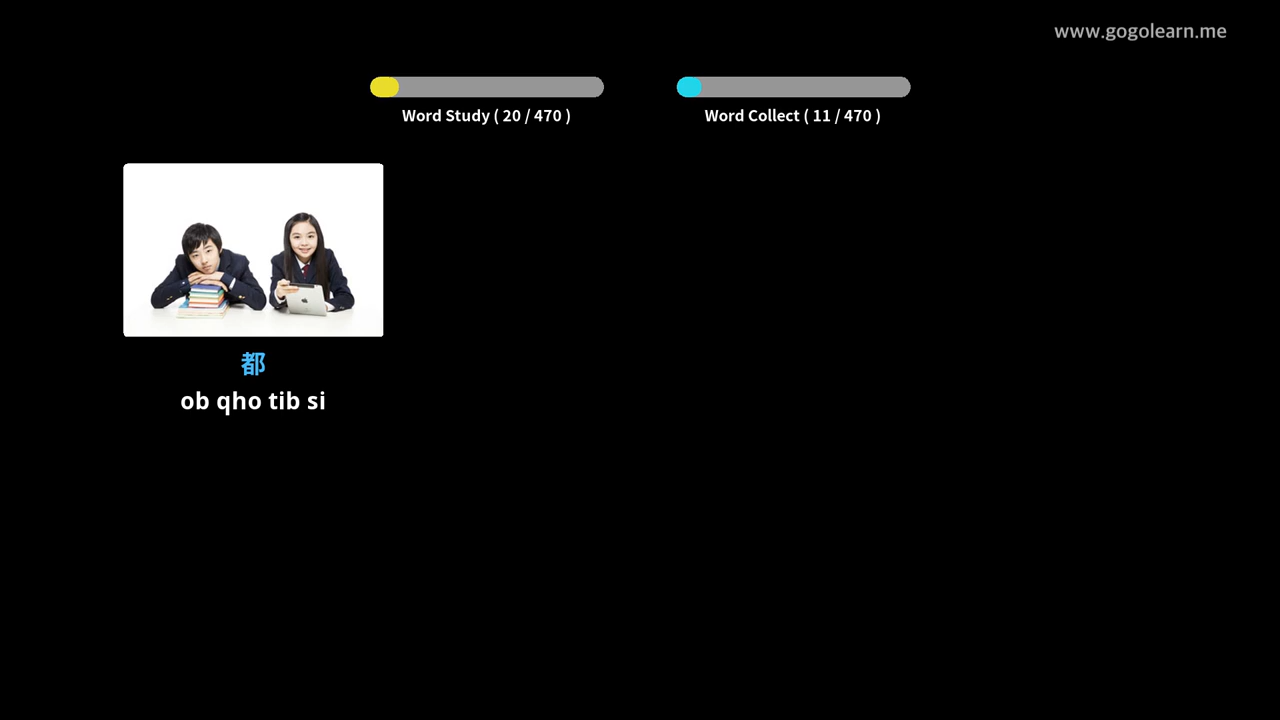 www.gogolearn.me
Word Study ( 20 / 470 )
Word Collect ( 11 / 470 )
都
ob qho tib si